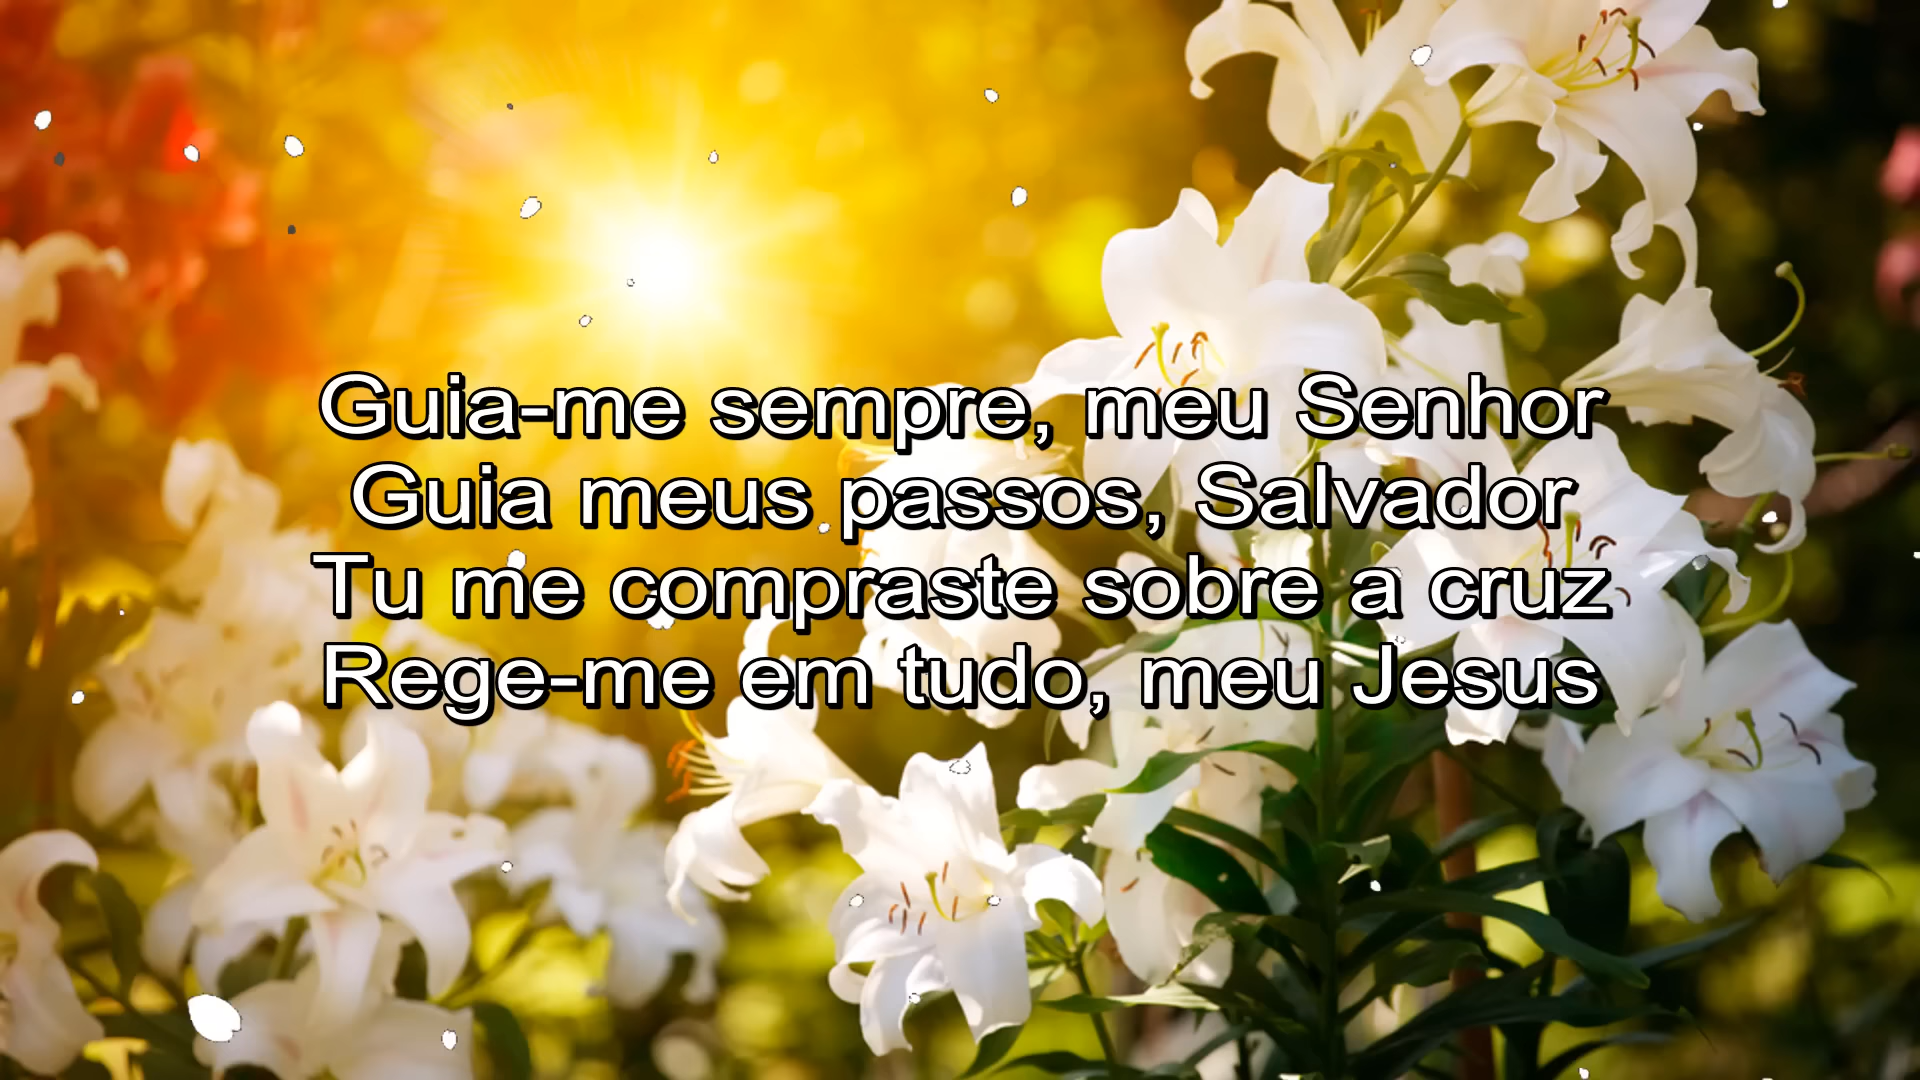 Guia-me sempre, meu Senhor
Guia meus passos, Salvador
Tu me compraste sobre a cruz
Rege-me em tudo, meu Jesus